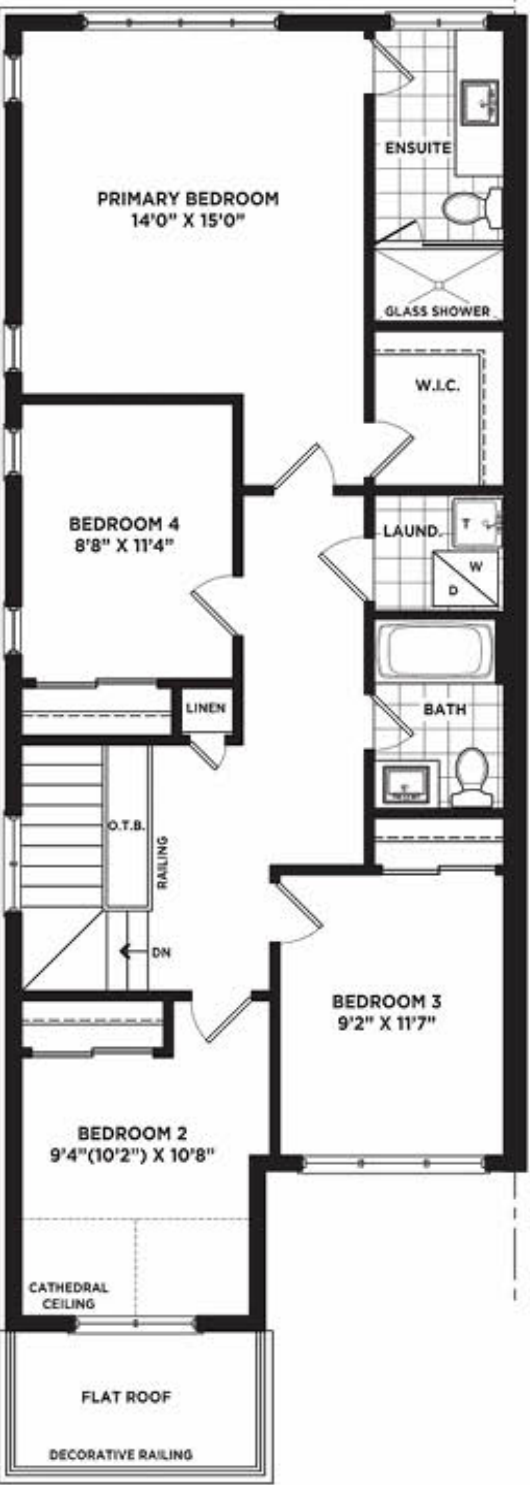 ENSUITE
PRIMARY BEDROOM
14'0" X 15'0"
GLASS SHOWER
W.I.C.
BEDROOM 4
8'8" X 11'4"
LAUND.
T
W
D
LINEN
BATH
O.T.B.
RAILING
DN
BEDROOM 3
9'2" X 11'7"
BEDROOM 2
9'4"(10'2") X 10'8"
CATHEDRAL
CEILING
FLAT ROOF
DECORATIVE RAILING